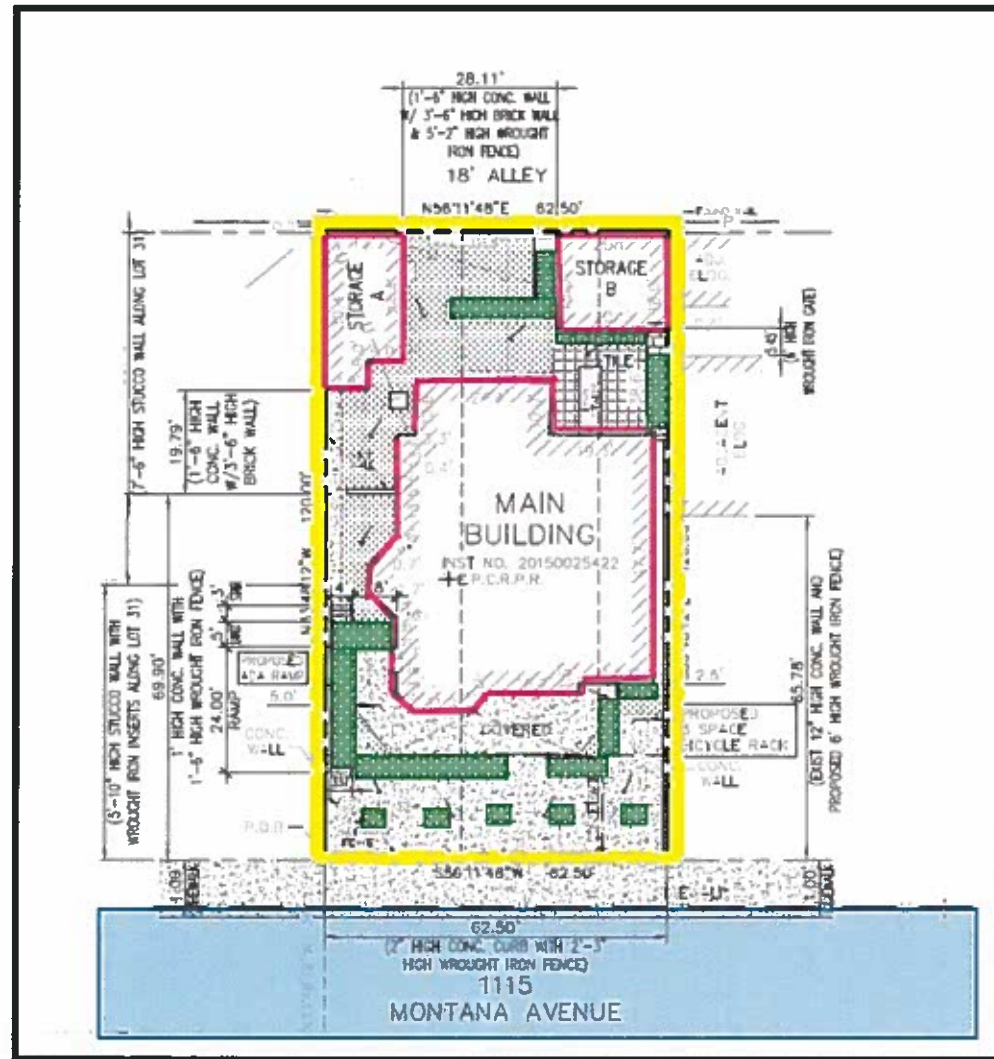 28.11'
(1'-6" HIGH CONC. WALL
W/ 3'-6" HIGH BRICK WALL
& 5'-2" HIGH WROUGHT
IRON FENCE)
18' ALLEY
N56°11'48"E 62.50'
STORAGE
A
STORAGE
B
TILE
(7'-6" HIGH STUCCO WALL ALONG LOT 31)
19.79'
(1'-6" HIGH
CONC. WALL
W/3'-6" HIGH
BRICK WALL)
120.00'
(6' HIGH
WROUGHT IRON GATE)
MAIN
BUILDING
INST NO. 20150025422
E.P.C.R.P.R.
(5'-10" HIGH STUCCO WALL WITH
WROUGHT IRON INSERTS ALONG LOT 31)
69.90'
1' HIGH CONC. WALL WITH
1'-6" HIGH WROUGHT IRON FENCE)
24.00'
RAMP
PROPOSED
ADA RAMP
5.0'
CONC.
WALL
P.O.B
COVERED
2.5'
PROPOSED
SPACE
BICYCLE RACK
CONC.
WALL
65.78'
(EXIST 12" HIGH CONC. WALL AND
PROPOSED 6' HIGH WROUGHT IRON FENCE)
S56°11'48"W 62.50'
62.50'
(2" HIGH CONC. CURB WITH 2'-3"
HIGH WROUGHT IRON FENCE)
1115
MONTANA AVENUE